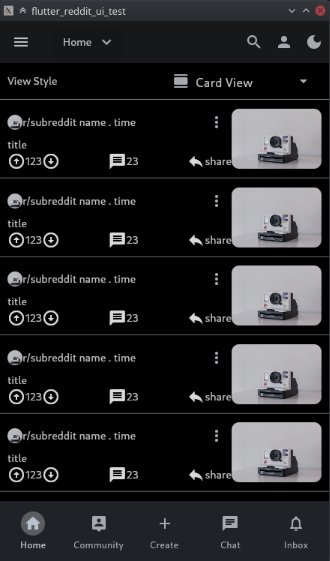 flutter_reddit_ui_test
Home
View Style Card View
r/subreddit name . time
title
123 23 share
r/subreddit name . time
title
123 23 share
r/subreddit name . time
title
123 23 share
r/subreddit name . time
title
123 23 share
r/subreddit name . time
title
123 23 share
Home Community Create Chat Inbox